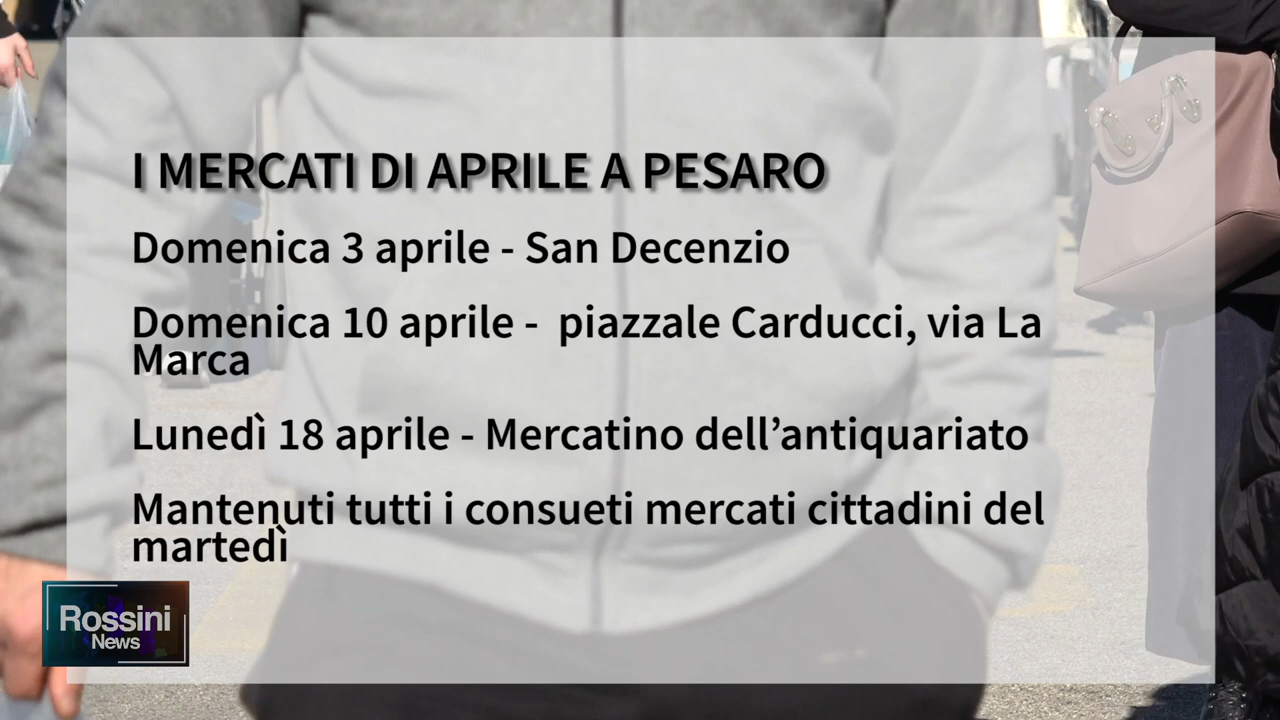 I MERCATI DI APRILE A PESARO
Domenica 3 aprile - San Decenzio
Domenica 10 aprile -  piazzale Carducci, via La
Marca
Lunedì 18 aprile - Mercatino dell’antiquariato
Mantenuti tutti i consueti mercati cittadini del
martedì
Rossini
News